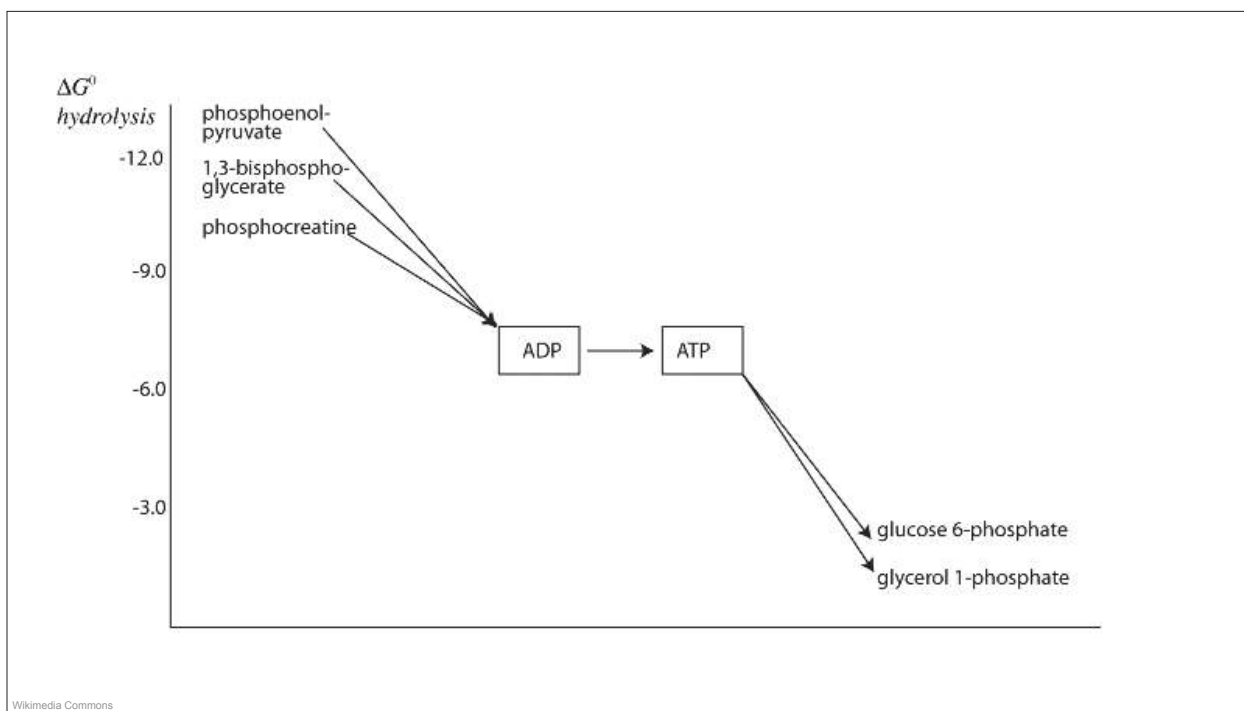 ΔG⁰
hydrolysis
-12.0
-9.0
-6.0
-3.0
phosphoenol-
pyruvate
1,3-bisphospho-
glycerate
phosphocreatine
ADP
ATP
glucose 6-phosphate
glycerol 1-phosphate
Wikimedia Commons